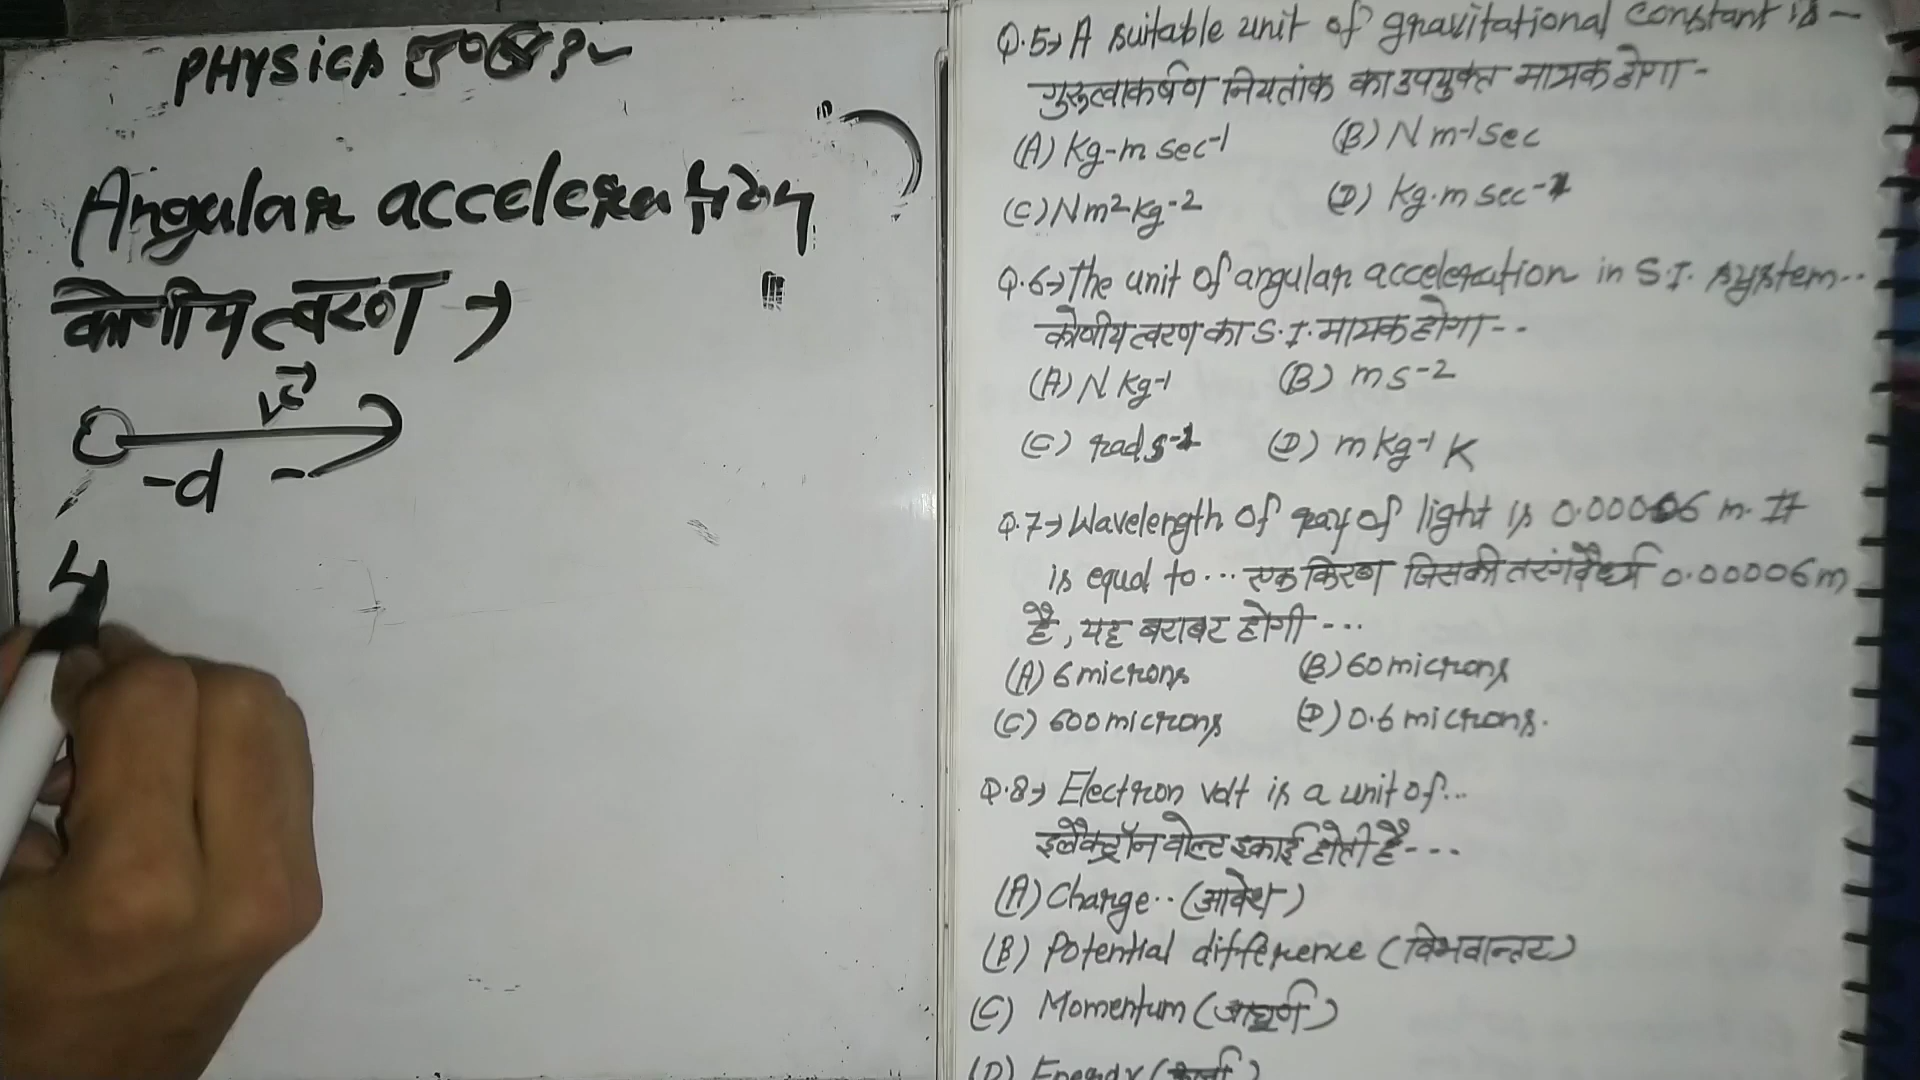 PHYSICS
Angular acceleration
कोणीय त्वरण →
-d -
Q.5→ A suitable unit of gravitational constant is -
गुरुत्वाकर्षण नियतांक का उपयुक्त मात्रक होगा -
(A) Kg-m sec-1 (B) N m-1 sec
(C) N m2 kg-2 (D) kg.m sec-1
Q.6→ The unit of angular acceleration in S.I. system..
कोणीय त्वरण का S.I. मात्रक होगा--
(A) N Kg-1 (B) m s-2
(C) rad s-2 (D) m kg-1 K
Q.7→ Wavelength of ray of light is 0.00006 m. It
is equal to... एक किरण जिसकी तरंगदैर्ध्य 0.00006m
है, यह बराबर होगी ---
(A) 6 microns (B) 60 microns
(C) 600 microns (D) 0.6 microns.
Q.8→ Electron volt is a unit of...
इलैक्ट्रॉन वोल्ट इकाई होती है---
(A) Charge.. (आवेश)
(B) Potential difference (विभवान्तर)
(C) Momentum (आघूर्ण)
(D) Energy (ऊर्जा)